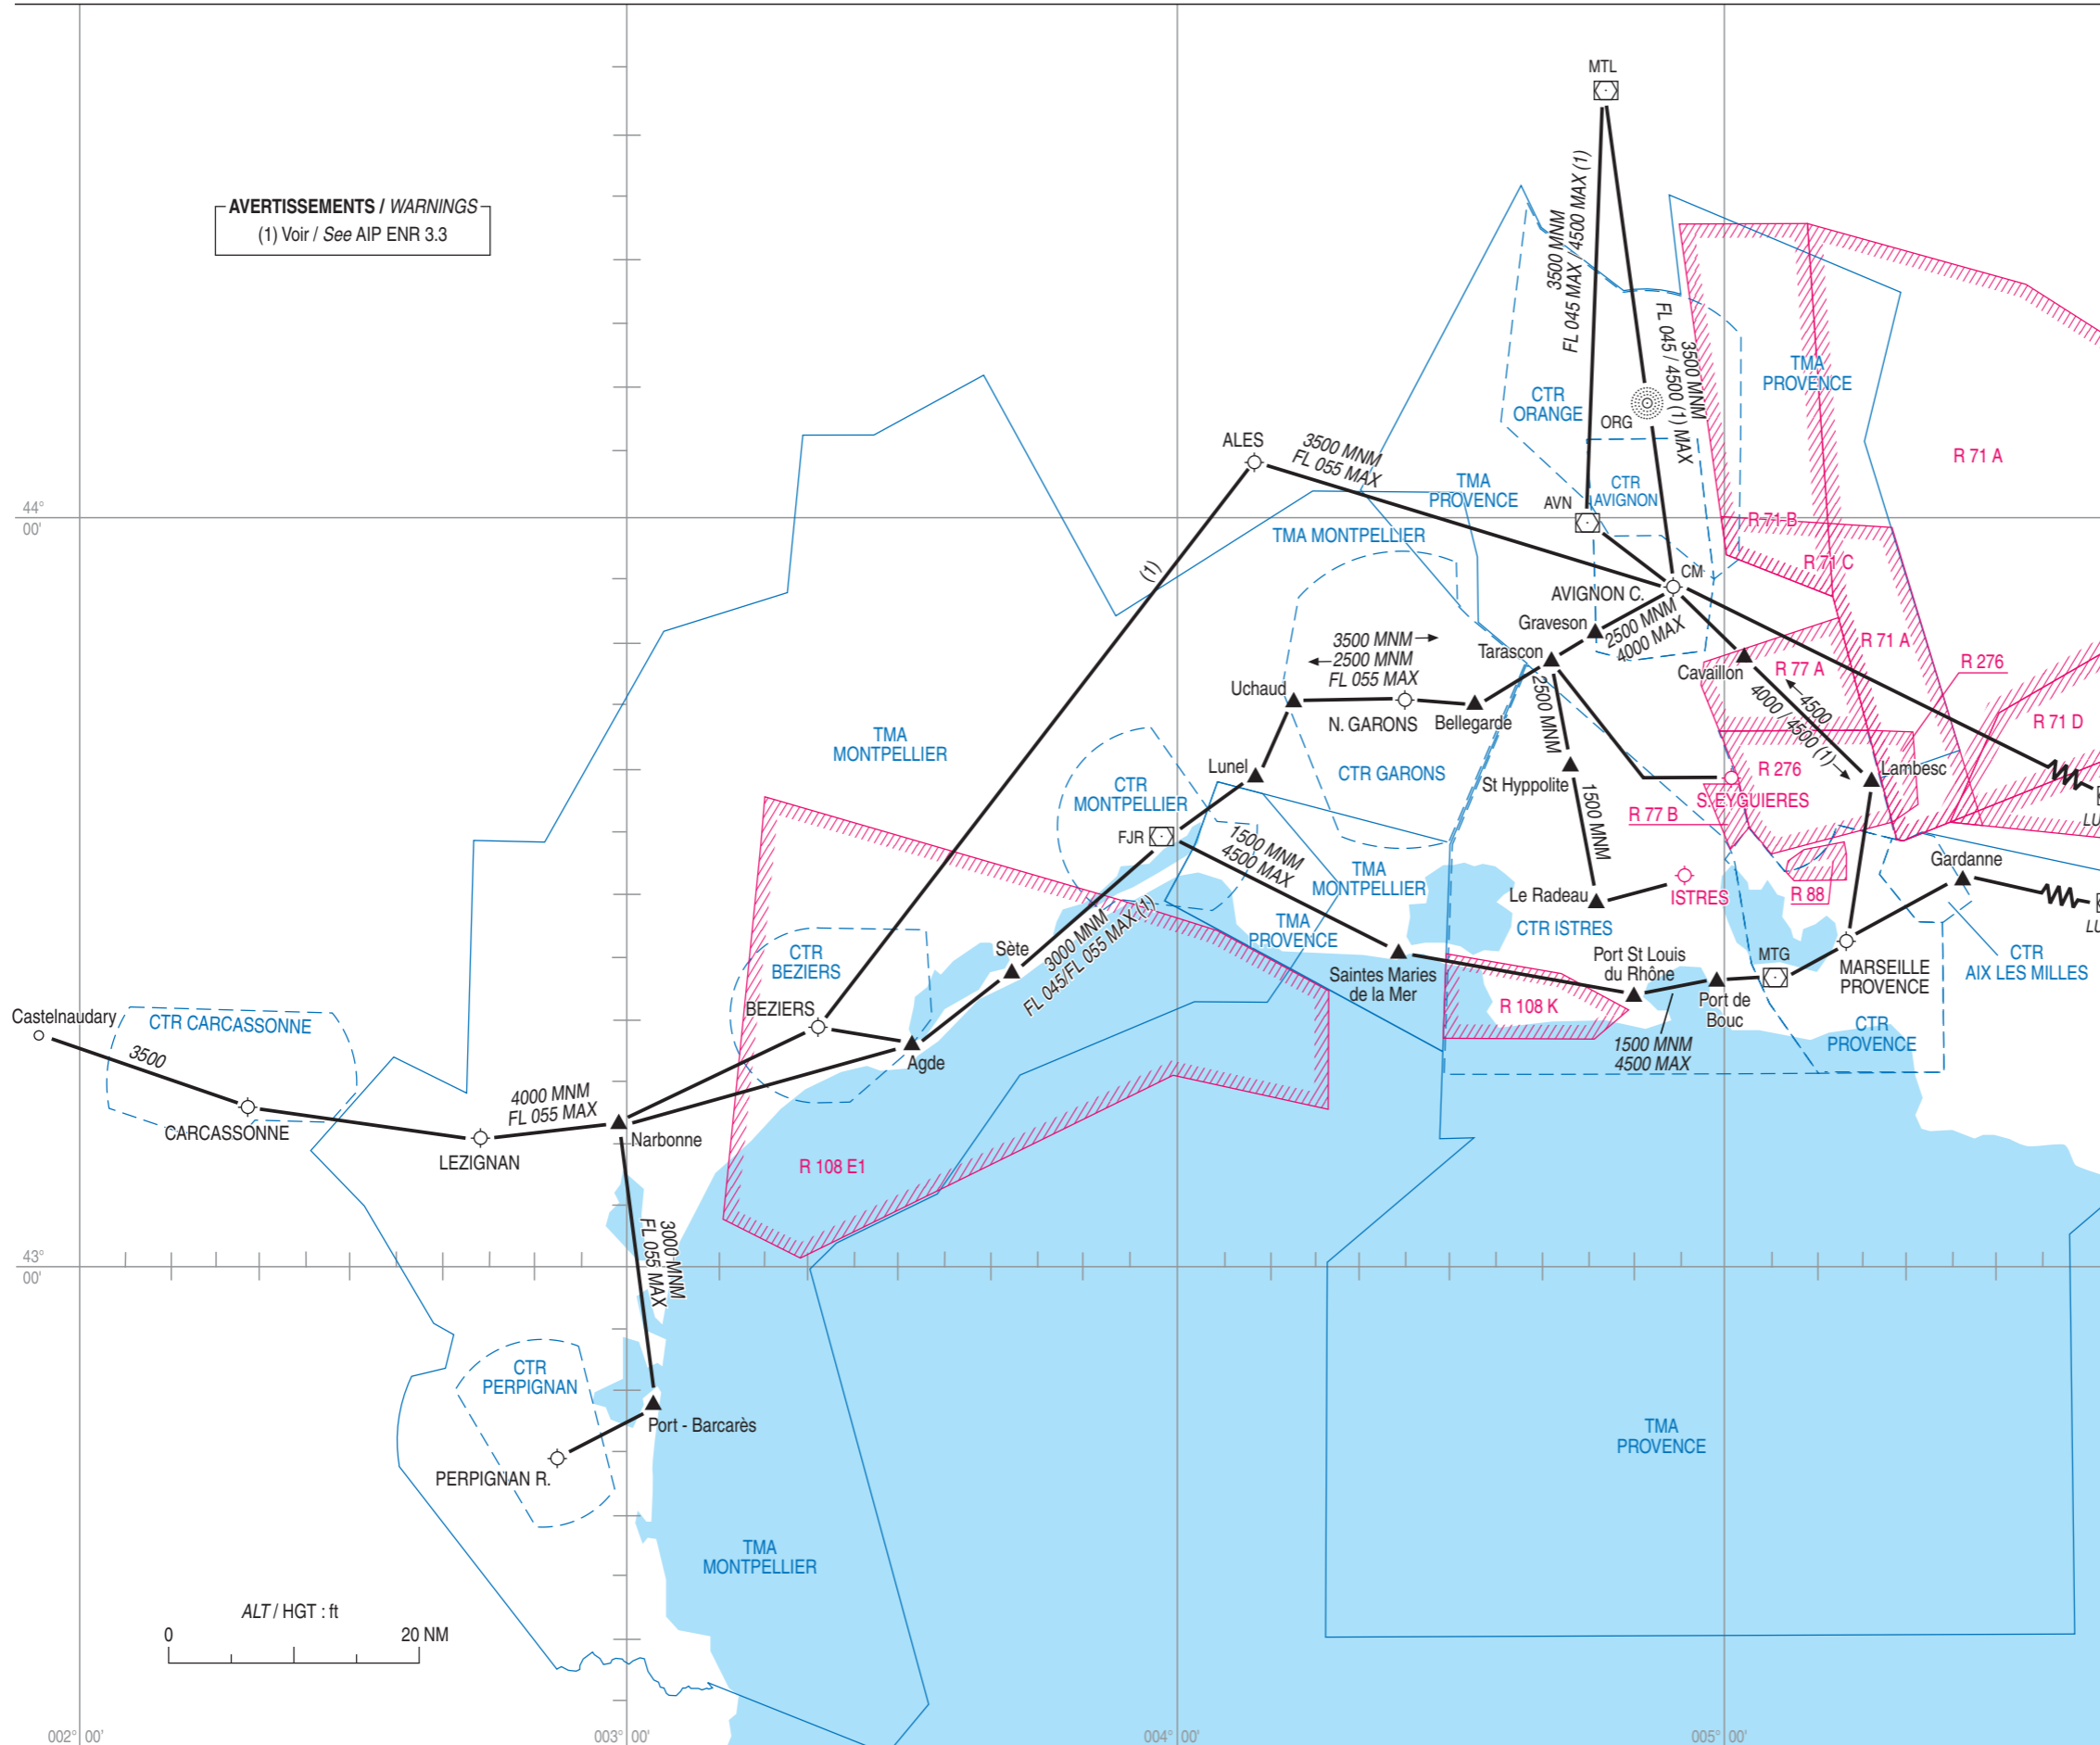 MTL
AVERTISSEMENTS / WARNINGS
(1) Voir / See AIP ENR 3.3
3500 MNM
FL 045 MAX / 4500 MAX (1)
3500 MNM
FL 045 / 4500 (1) MAX
TMA
PROVENCE
CTR
ORANGE
ORG
ALES
3500 MNM
FL 055 MAX
R 71 A
TMA
PROVENCE
CTR
AVIGNON
AVN
44°
00'
R 71 B
TMA MONTPELLIER
R 71 C
(1)
CM
AVIGNON C.
Graveson
2500 MNM
4000 MAX
3500 MNM
2500 MNM
FL 055 MAX
Tarascon
R 71 A
R 276
Cavaillon
R 77 A
Uchaud
N. GARONS
Bellegarde
2500 MNM
4500
4000 / 4500 (1)
R 71 D
TMA
MONTPELLIER
Lunel
CTR GARONS
St Hyppolite
R 276
Lambesc
CTR
MONTPELLIER
S. EYGUIERES
R 77 B
LU
FJR
1500 MNM
4500 MAX
1500 MNM
Gardanne
TMA
MONTPELLIER
Le Radeau
ISTRES
R 88
3000 MNM
FL 045/FL 055 MAX (1)
TMA
PROVENCE
CTR ISTRES
LU
CTR
BEZIERS
Sète
Port St Louis
du Rhône
MTG
CTR
AIX LES MILLES
Saintes Maries
de la Mer
MARSEILLE
PROVENCE
BEZIERS
R 108 K
Port de
Bouc
Castelnaudary
CTR CARCASSONNE
CTR
PROVENCE
3500
Agde
1500 MNM
4500 MAX
4000 MNM
FL 055 MAX
CARCASSONNE
Narbonne
LEZIGNAN
R 108 E1
3000 MNM
FL 055 MAX
43°
00'
CTR
PERPIGNAN
Port - Barcarès
TMA
PROVENCE
PERPIGNAN R.
TMA
MONTPELLIER
ALT / HGT : ft
0
20 NM
002° 00'
003° 00'
004° 00'
005° 00'